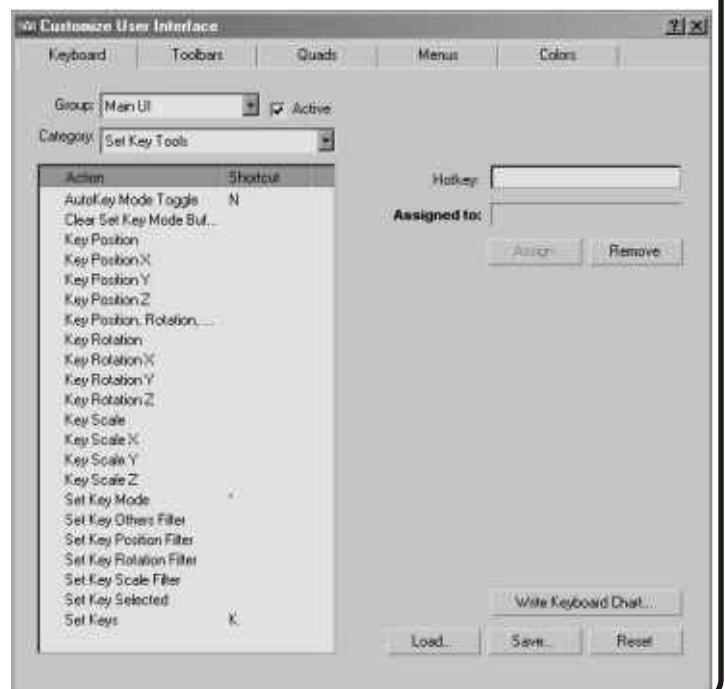 Customize User Interface
Keyboard Toolbars Quads Menus Colors
Group: Main UI Active
Category: Set Key Tools
Action Shortcut
AutoKey Mode Toggle N
Clear Set Key Mode Buf...
Key Position
Key Position X
Key Position Y
Key Position Z
Key Position, Rotation, ...
Key Rotation
Key Rotation X
Key Rotation Y
Key Rotation Z
Key Scale
Key Scale X
Key Scale Y
Key Scale Z
Set Key Mode '
Set Key Others Filter
Set Key Position Filter
Set Key Rotation Filter
Set Key Scale Filter
Set Key Selected
Set Keys K
Hotkey:
Assigned to:
Assign Remove
Write Keyboard Chart...
Load... Save... Reset